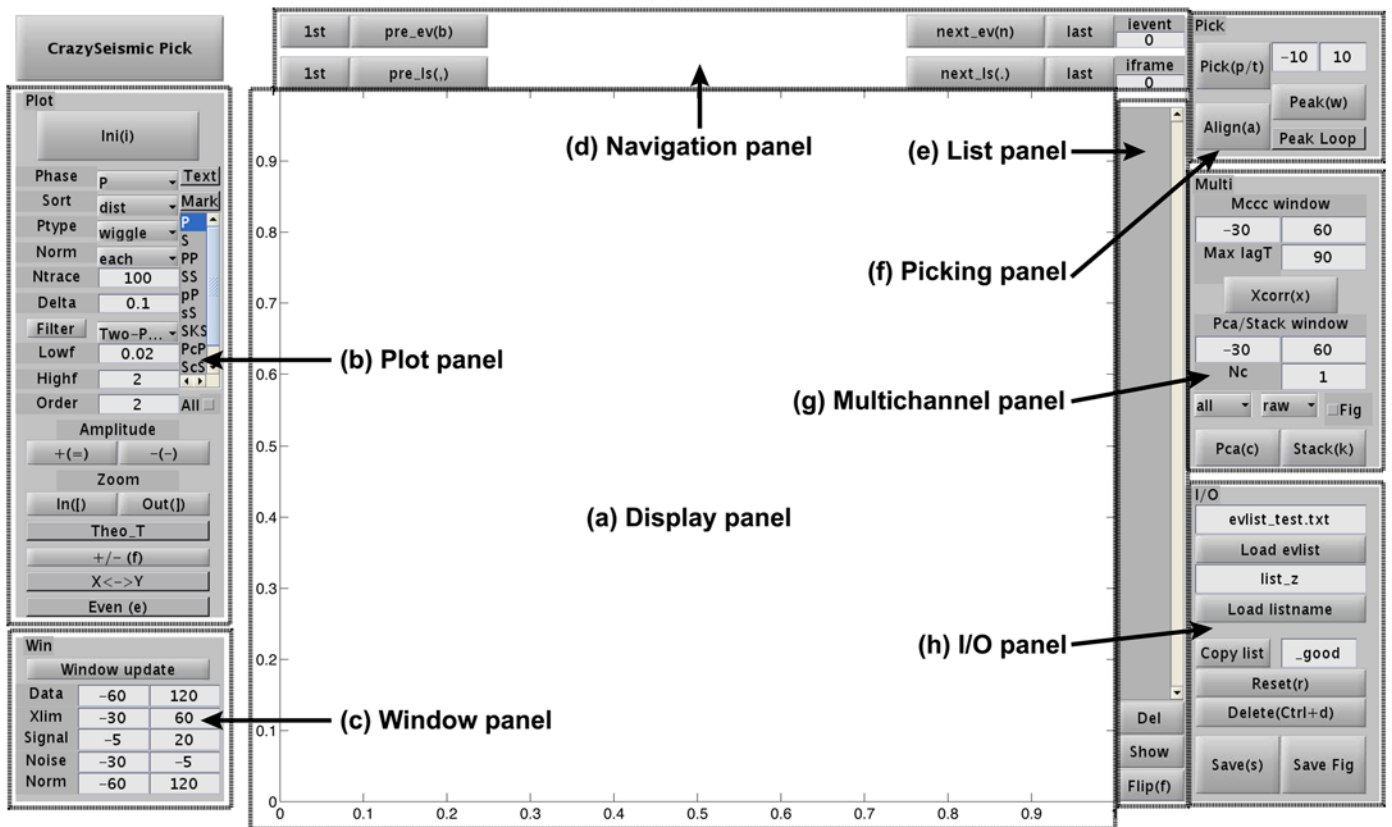 CrazySeismic Pick
Plot
Ini(i)
Phase P Text
Sort dist Mark
Ptype wiggle
Norm each
Ntrace 100
Delta 0.1
Filter Two-P...
Lowf 0.02
Highf 2
Order 2 All
P
S
PP
SS
pP
sS
SKS
PcP
ScS
Amplitude
+(=) -(-)
Zoom
In([) Out(])
Theo_T
+/- (f)
X<->Y
Even (e)
(b) Plot panel
Win
Window update
Data -60 120
Xlim -30 60
Signal -5 20
Noise -30 -5
Norm -60 120
(c) Window panel
1st pre_ev(b) next_ev(n) last ievent 0
1st pre_ls(,) next_ls(.) last iframe 0
(d) Navigation panel
0.9
0.8
0.7
0.6
0.5
0.4
0.3
0.2
0.1
0
0 0.1 0.2 0.3 0.4 0.5 0.6 0.7 0.8 0.9
(a) Display panel
(e) List panel
Del
Show
Flip(f)
Pick
Pick(p/t) -10 10
Peak(w)
Align(a)
Peak Loop
(f) Picking panel
Multi
Mccc window
-30 60
Max lagT 90
Xcorr(x)
Pca/Stack window
-30 60
Nc 1
all raw Fig
Pca(c) Stack(k)
(g) Multichannel panel
I/O
evlist_test.txt
Load evlist
list_z
Load listname
Copy list _good
Reset(r)
Delete(Ctrl+d)
Save(s) Save Fig
(h) I/O panel